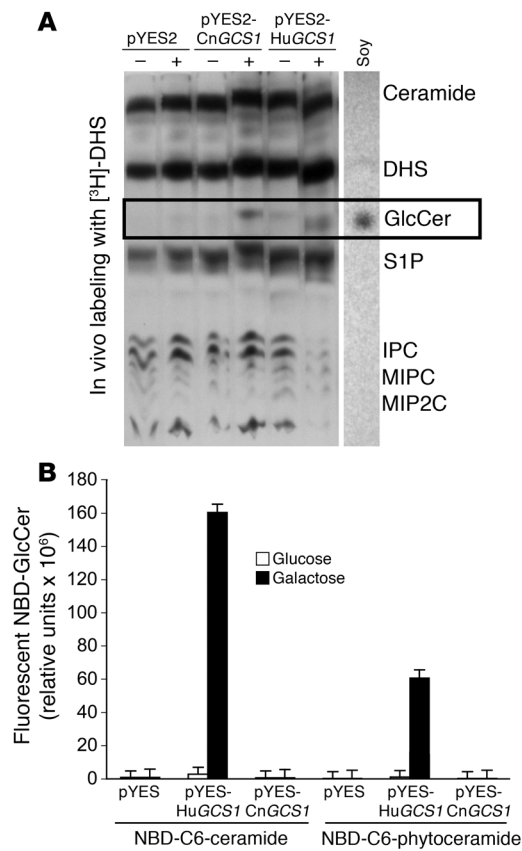 A
pYES2
pYES2-
CnGCS1
pYES2-
HuGCS1
Soy
– + – + – +
In vivo labeling with [³H]-DHS
Ceramide
DHS
GlcCer
S1P
IPC
MIPC
MIP2C
B
Fluorescent NBD-GlcCer
(relative units x 10⁶)
180
160
140
120
100
80
60
40
20
0
Glucose
Galactose
pYES
pYES-
HuGCS1
pYES-
CnGCS1
pYES
pYES-
HuGCS1
pYES-
CnGCS1
NBD-C6-ceramide
NBD-C6-phytoceramide